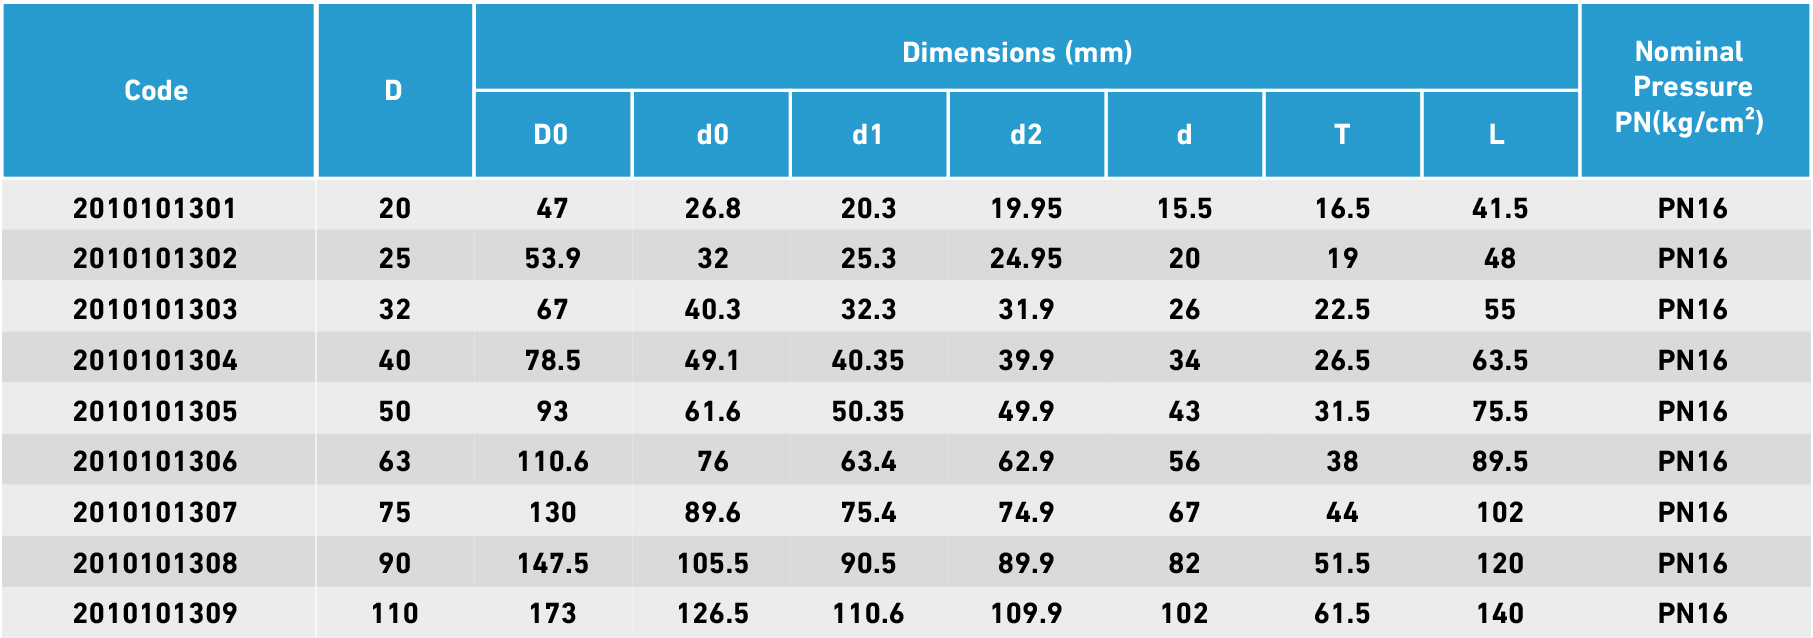 Code D Dimensions (mm) Nominal Pressure PN(kg/cm²)
D0 d0 d1 d2 d T L
2010101301 20 47 26.8 20.3 19.95 15.5 16.5 41.5 PN16
2010101302 25 53.9 32 25.3 24.95 20 19 48 PN16
2010101303 32 67 40.3 32.3 31.9 26 22.5 55 PN16
2010101304 40 78.5 49.1 40.35 39.9 34 26.5 63.5 PN16
2010101305 50 93 61.6 50.35 49.9 43 31.5 75.5 PN16
2010101306 63 110.6 76 63.4 62.9 56 38 89.5 PN16
2010101307 75 130 89.6 75.4 74.9 67 44 102 PN16
2010101308 90 147.5 105.5 90.5 89.9 82 51.5 120 PN16
2010101309 110 173 126.5 110.6 109.9 102 61.5 140 PN16